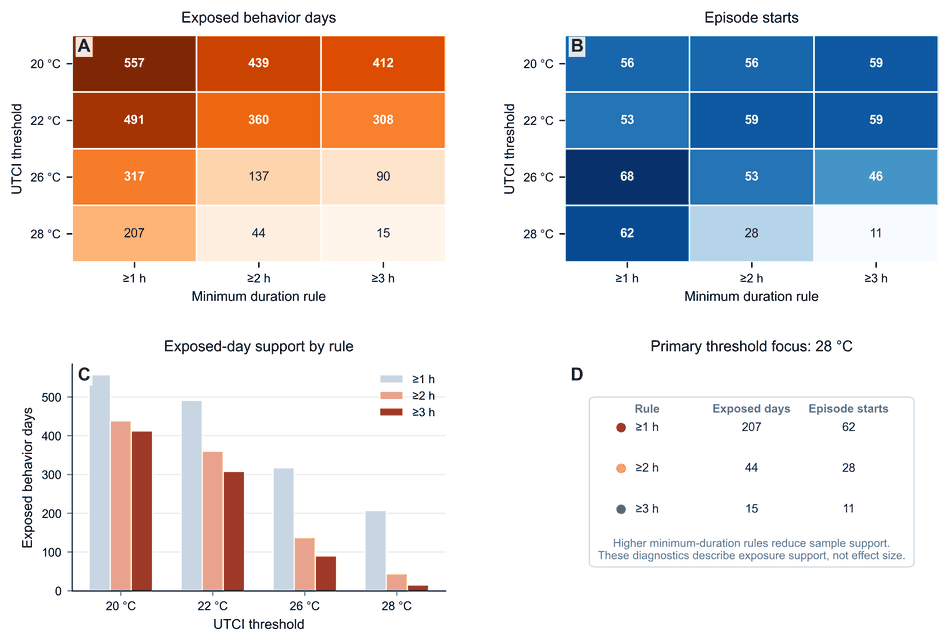 Exposed behavior days
A
UTCI threshold
20 °C
557 439 412
22 °C
491 360 308
26 °C
317 137 90
28 °C
207 44 15
≥1 h ≥2 h ≥3 h
Minimum duration rule
Episode starts
B
UTCI threshold
20 °C
56 56 59
22 °C
53 59 59
26 °C
68 53 46
28 °C
62 28 11
≥1 h ≥2 h ≥3 h
Minimum duration rule
Exposed-day support by rule
C
Exposed behavior days
500
400
300
200
100
0
≥1 h
≥2 h
≥3 h
20 °C 22 °C 26 °C 28 °C
UTCI threshold
Primary threshold focus: 28 °C
D
Rule Exposed days Episode starts
≥1 h 207 62
≥2 h 44 28
≥3 h 15 11
Higher minimum-duration rules reduce sample support.
These diagnostics describe exposure support, not effect size.